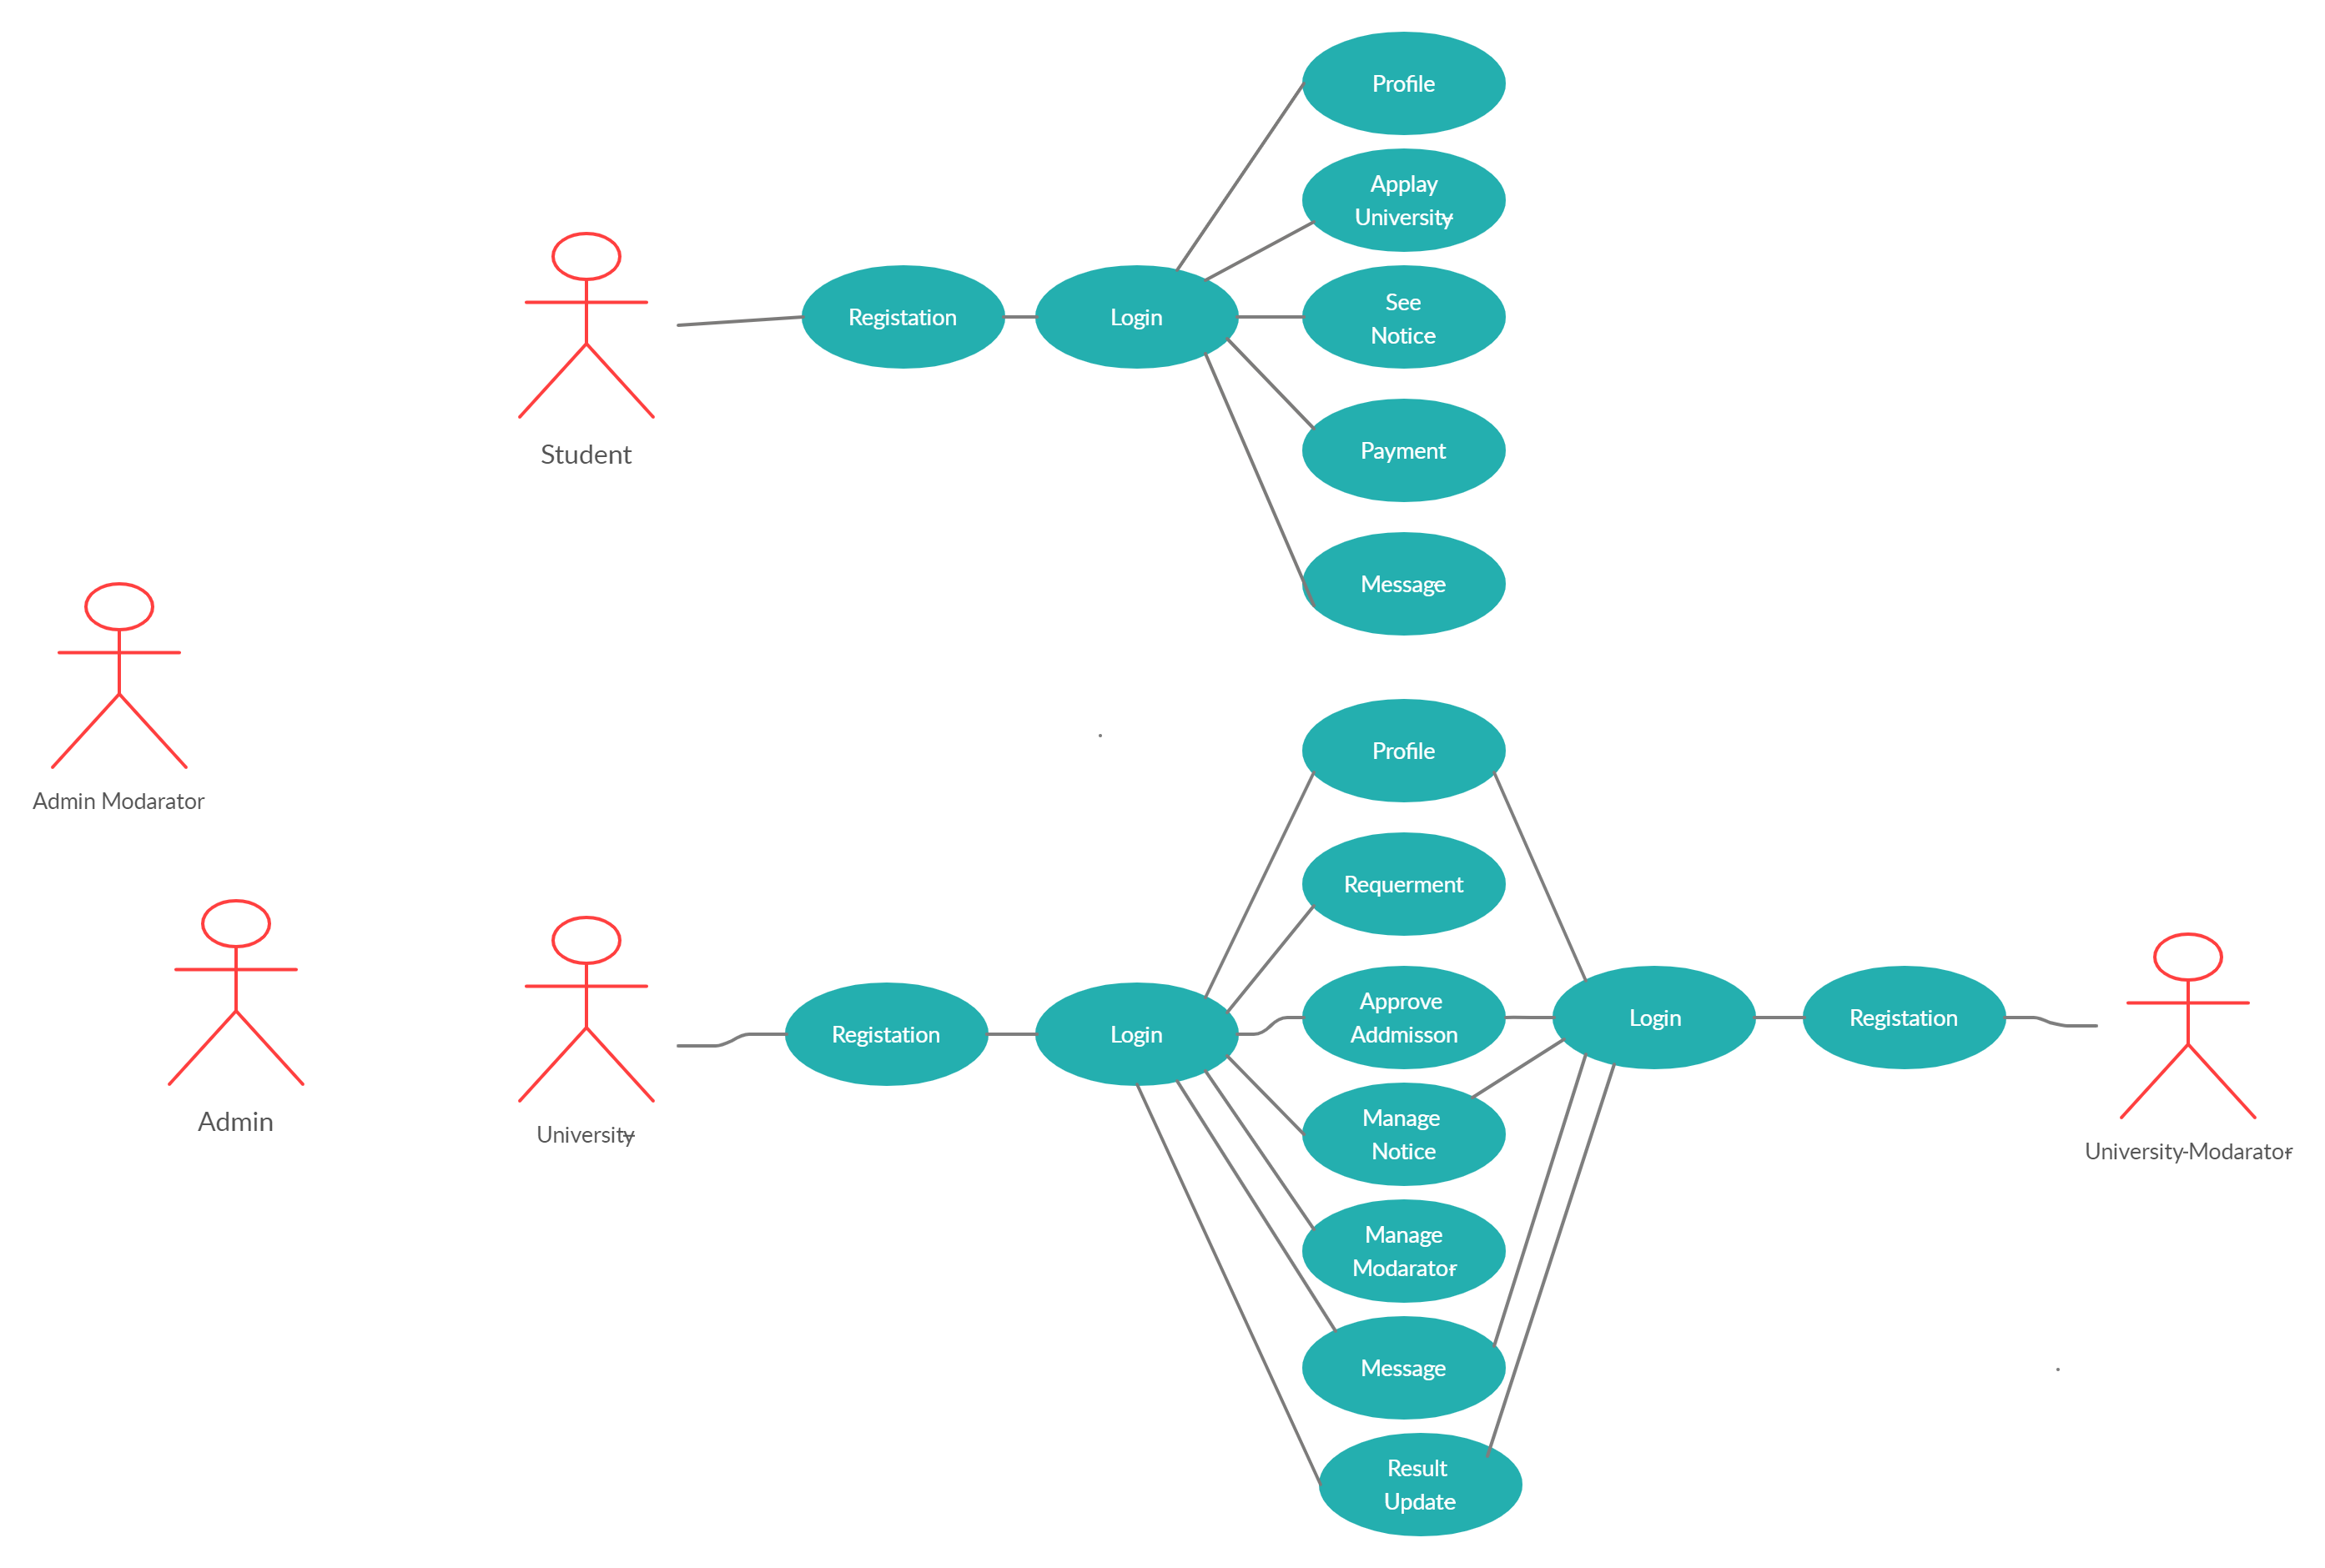 Profile
Applay
University
See
Notice
Registation
Login
Payment
Student
Message
Admin Modarator
Profile
Requerment
Approve
Addmisson
Registation
Login
Login
Registation
Admin
University
Manage
Notice
University-Modarator
Manage
Modarator
Message
Result
Update